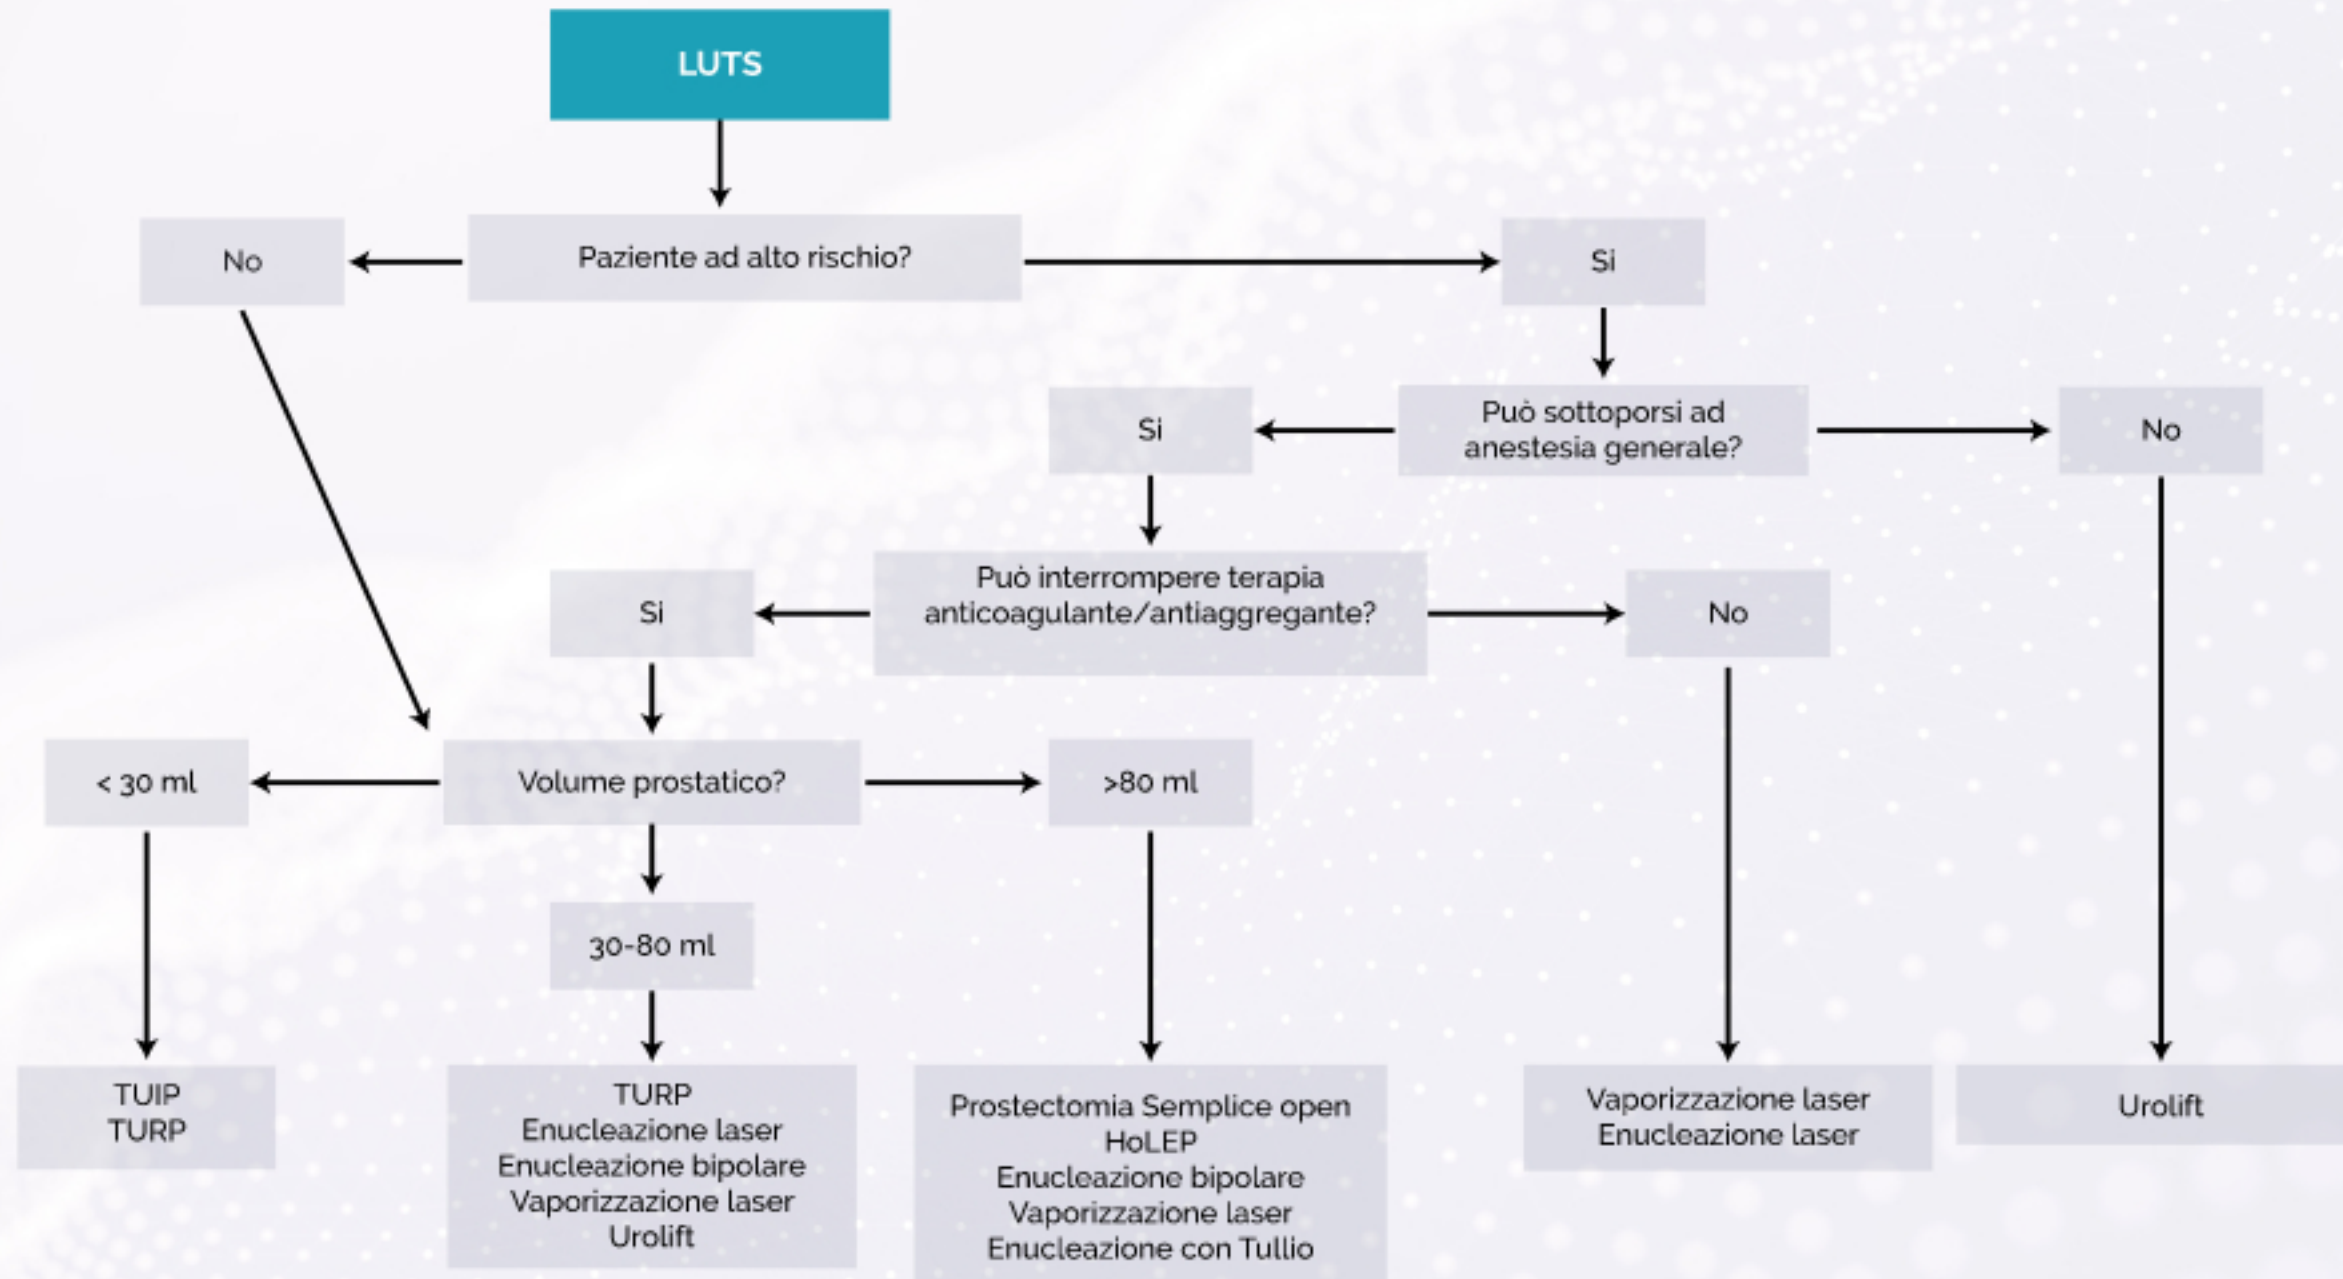 LUTS
No
Paziente ad alto rischio?
Si
Si
Può sottoporsi ad
anestesia generale?
No
Si
Può interrompere terapia
anticoagulante/antiaggregante?
No
< 30 ml
Volume prostatico?
>80 ml
30-80 ml
TUIP
TURP
TURP
Enucleazione laser
Enucleazione bipolare
Vaporizzazione laser
Urolift
Prostectomia Semplice open
HoLEP
Enucleazione bipolare
Vaporizzazione laser
Enucleazione con Tullio
Vaporizzazione laser
Enucleazione laser
Urolift